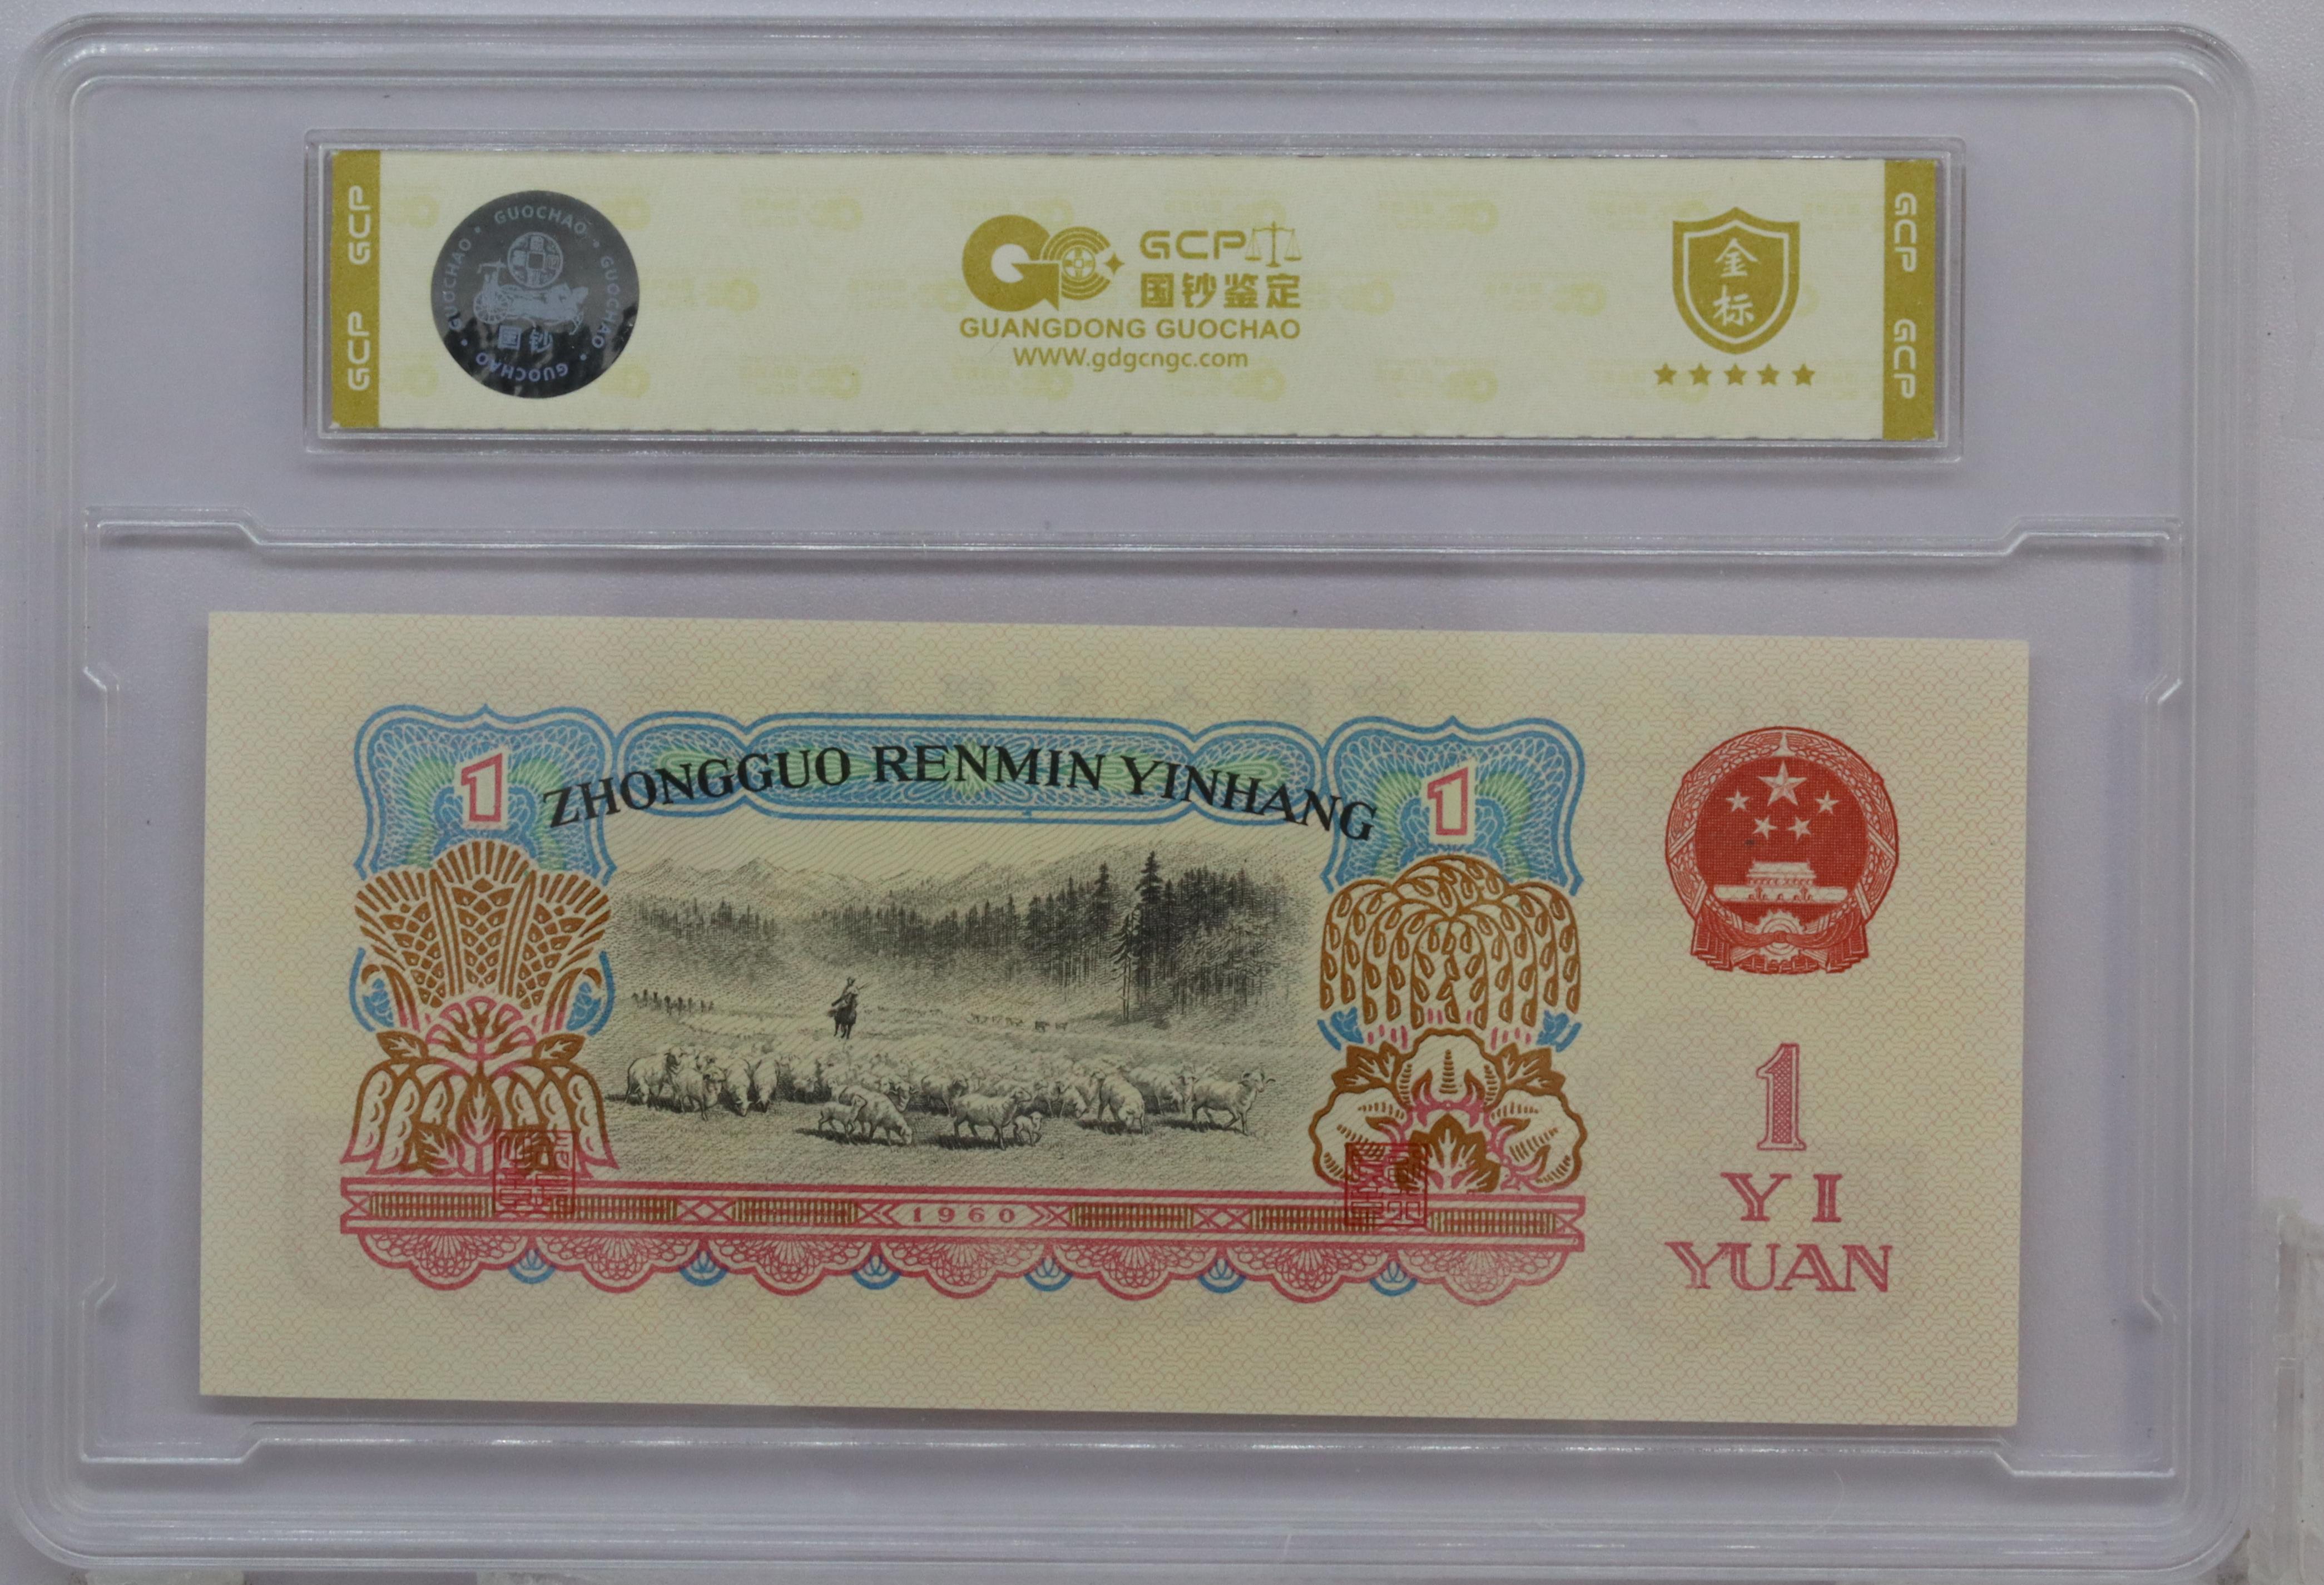 GCP GCP
GUOCHAO • GUOCHAO • GUOCHAO • GUOCHAO
国钞
GCP
国钞鉴定
GUANGDONG GUOCHAO
WWW.gdgcngc.com
金标
GCP GCP
ZHONGGUO RENMIN YINHANG
1
1
1960
1
YI
YUAN